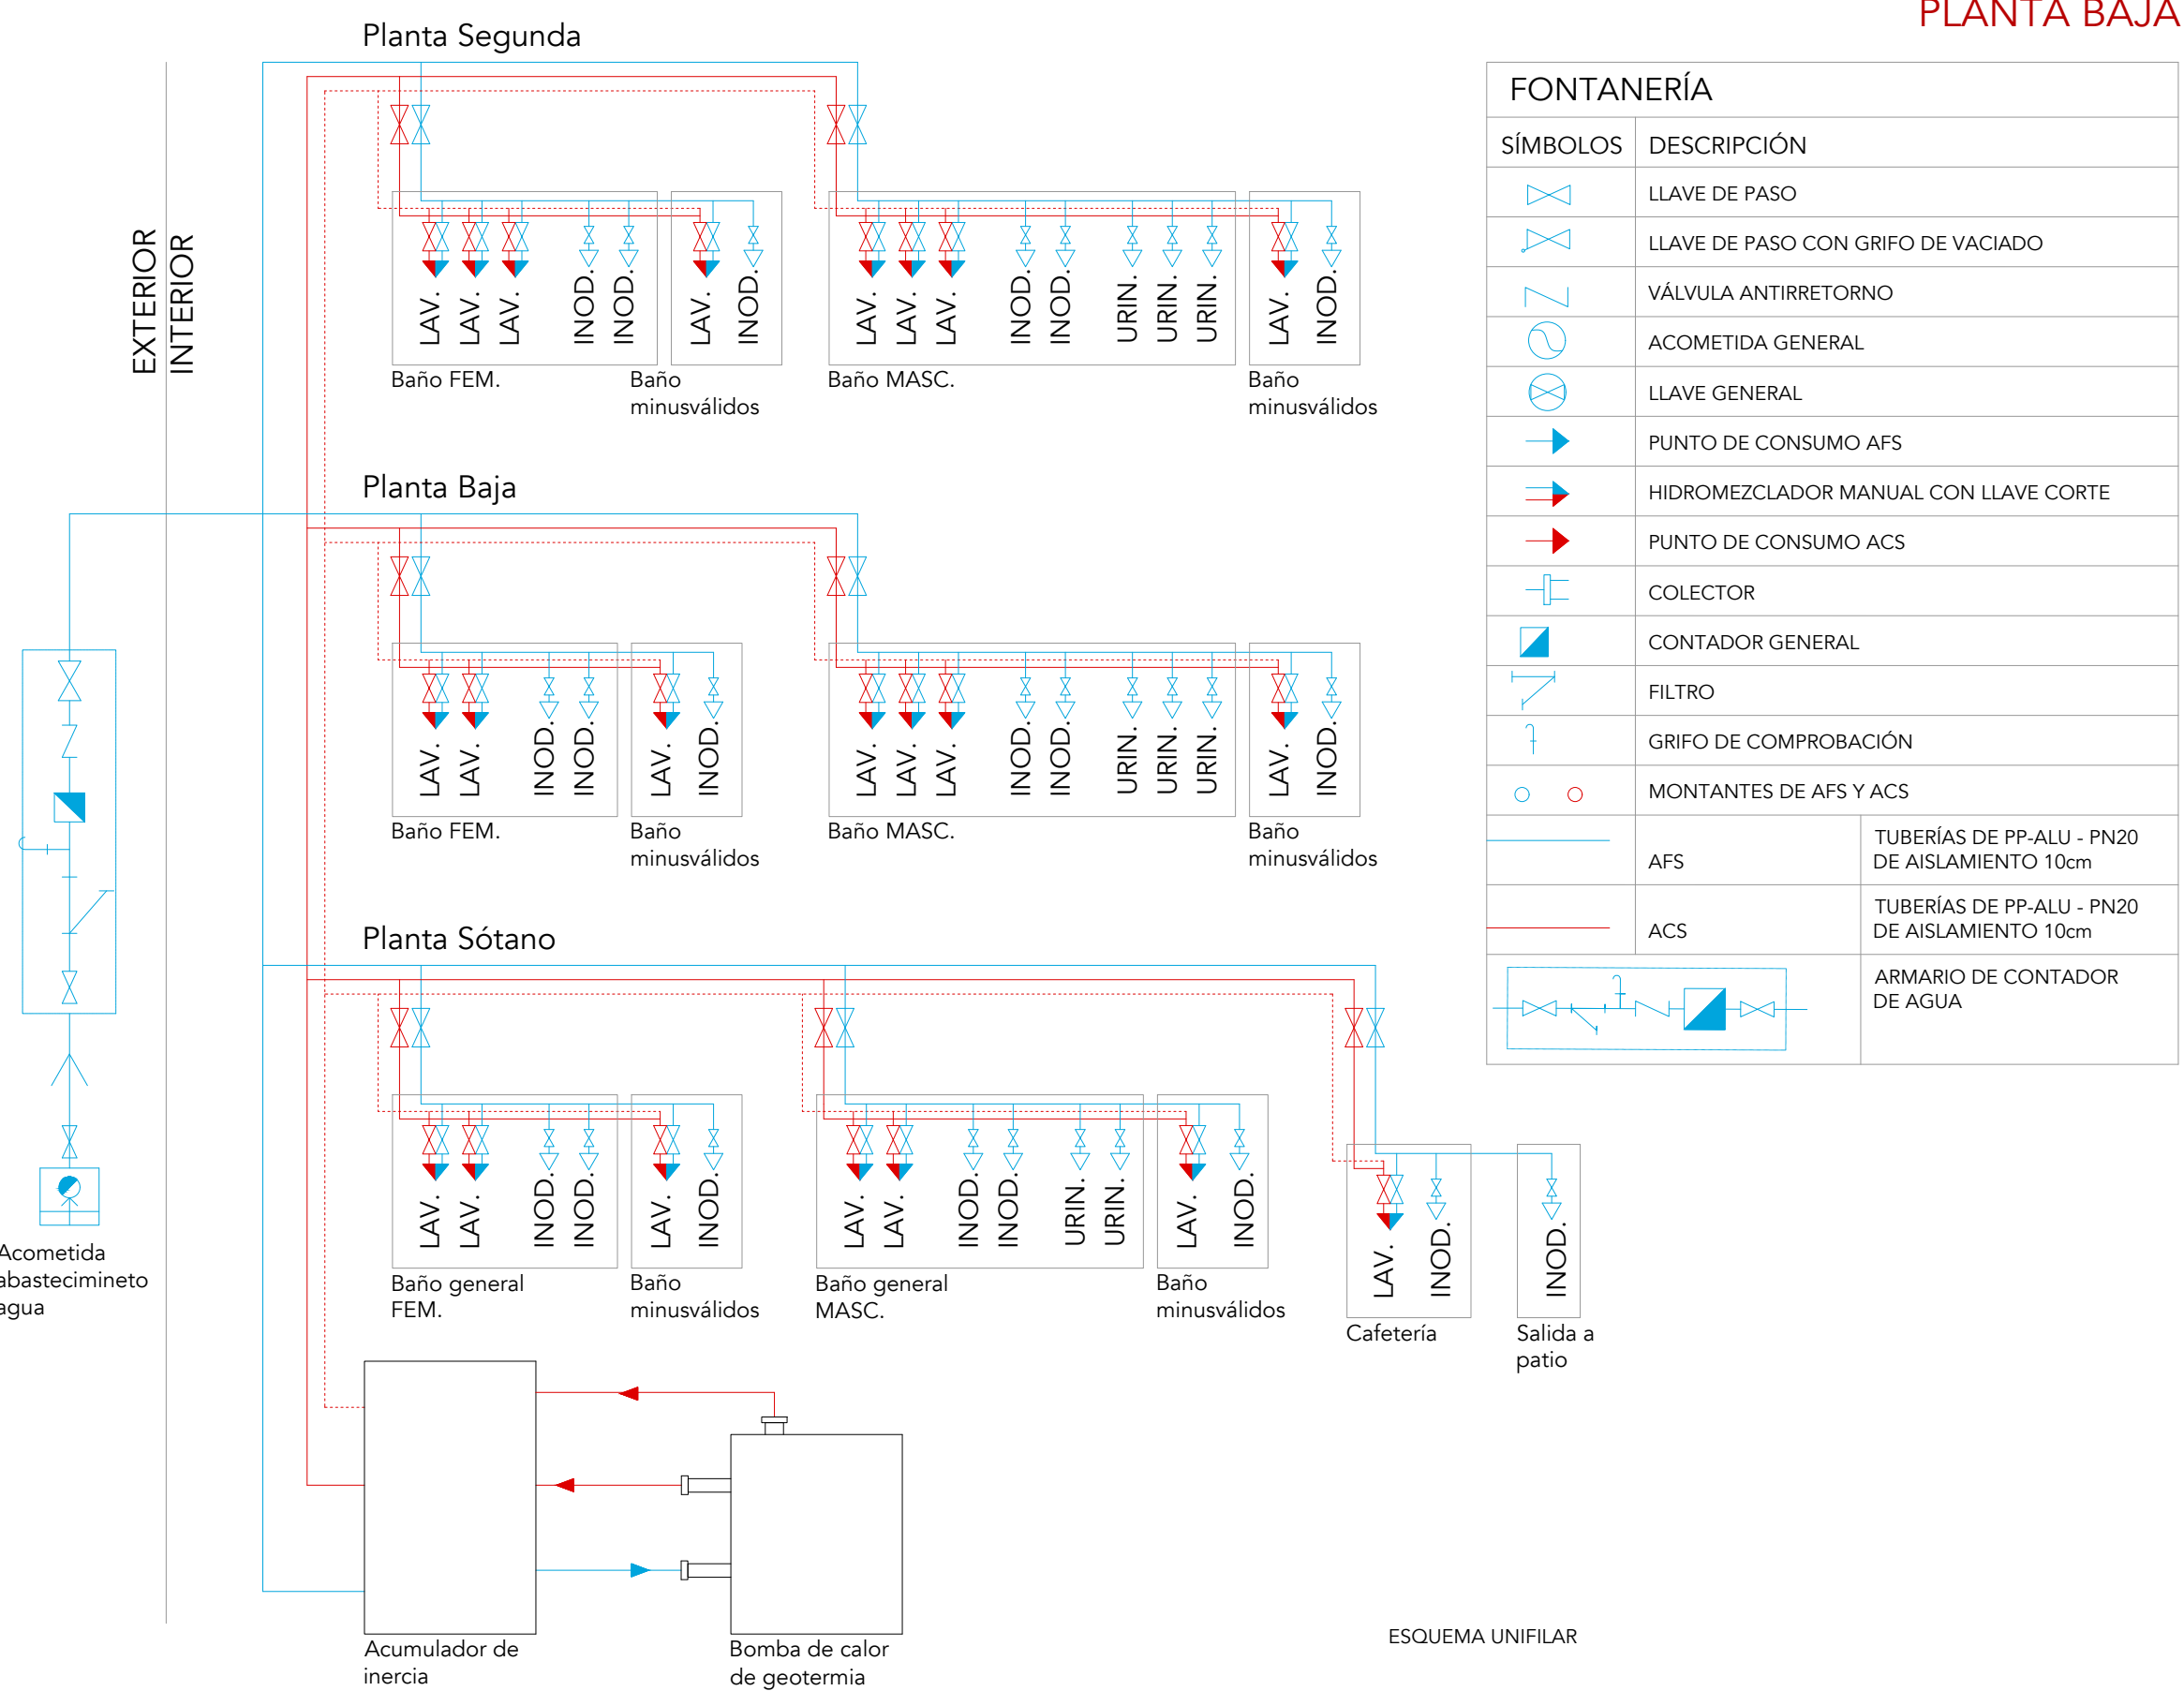 PLANTA BAJA
Planta Segunda
EXTERIOR
INTERIOR
LAV.
LAV.
LAV.
INOD.
INOD.
LAV.
INOD.
LAV.
LAV.
LAV.
INOD.
INOD.
URIN.
URIN.
URIN.
LAV.
INOD.
Baño FEM.
Baño
minusválidos
Baño MASC.
Baño
minusválidos
Planta Baja
LAV.
LAV.
INOD.
INOD.
LAV.
INOD.
LAV.
LAV.
LAV.
INOD.
INOD.
URIN.
URIN.
URIN.
LAV.
INOD.
Baño FEM.
Baño
minusválidos
Baño MASC.
Baño
minusválidos
Planta Sótano
LAV.
LAV.
INOD.
INOD.
LAV.
INOD.
LAV.
LAV.
INOD.
INOD.
URIN.
URIN.
LAV.
INOD.
LAV.
INOD.
INOD.
Baño general
FEM.
Baño
minusválidos
Baño general
MASC.
Baño
minusválidos
Cafetería
Salida a
patio
Acometida
abastecimineto
agua
Acumulador de
inercia
Bomba de calor
de geotermia
ESQUEMA UNIFILAR
FONTANERÍA
SÍMBOLOS DESCRIPCIÓN
LLAVE DE PASO
LLAVE DE PASO CON GRIFO DE VACIADO
VÁLVULA ANTIRRETORNO
ACOMETIDA GENERAL
LLAVE GENERAL
PUNTO DE CONSUMO AFS
HIDROMEZCLADOR MANUAL CON LLAVE CORTE
PUNTO DE CONSUMO ACS
COLECTOR
CONTADOR GENERAL
FILTRO
GRIFO DE COMPROBACIÓN
MONTANTES DE AFS Y ACS
AFS
TUBERÍAS DE PP-ALU - PN20
DE AISLAMIENTO 10cm
ACS
TUBERÍAS DE PP-ALU - PN20
DE AISLAMIENTO 10cm
ARMARIO DE CONTADOR
DE AGUA